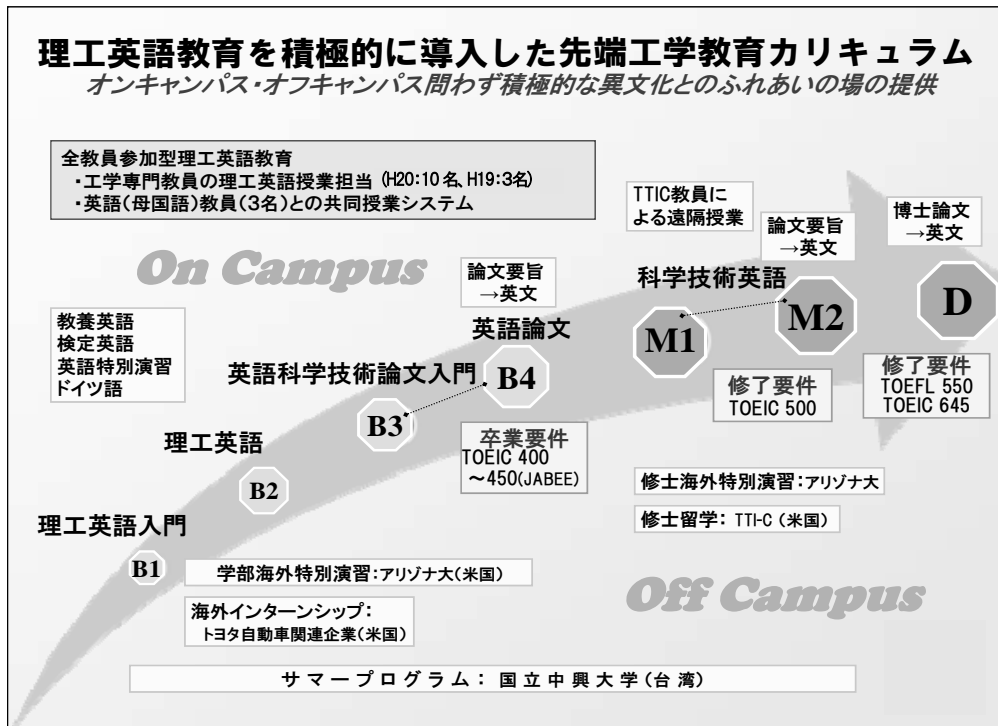 理工英語教育を積極的に導入した先端工学教育カリキュラム
オンキャンパス・オフキャンパス問わず積極的な異文化とのふれあいの場の提供
全教員参加型理工英語教育
・工学専門教員の理工英語授業担当 (H20:10名、H19:3名)
・英語(母国語)教員(3名)との共同授業システム
TTIC教員に
よる遠隔授業
論文要旨
→英文
博士論文
→英文
On Campus
論文要旨
→英文
科学技術英語
教養英語
検定英語
英語特別演習
ドイツ語
英語論文
M1
M2
D
英語科学技術論文入門
B4
B3
修了要件
TOEIC 500
修了要件
TOEFL 550
TOEIC 645
理工英語
卒業要件
TOEIC 400
～450(JABEE)
B2
修士海外特別演習:アリゾナ大
理工英語入門
修士留学: TTI-C (米国)
B1
学部海外特別演習:アリゾナ大(米国)
Off Campus
海外インターンシップ:
トヨタ自動車関連企業(米国)
サマープログラム: 国立中興大学(台湾)